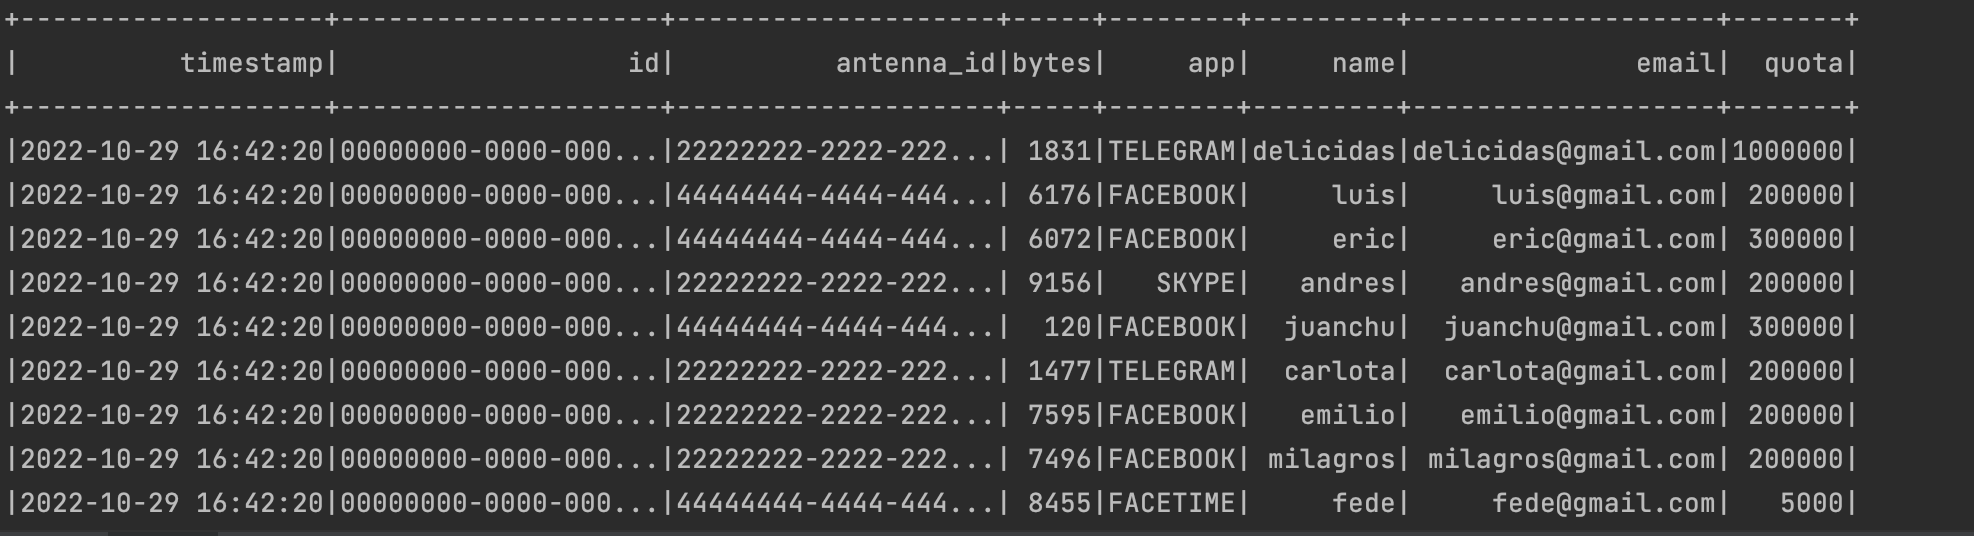 +-------------------+--------------------+--------------------+-----+--------+---------+-------------------+-------+
|          timestamp|                  id|          antenna_id|bytes|     app|     name|              email|  quota|
+-------------------+--------------------+--------------------+-----+--------+---------+-------------------+-------+
|2022-10-29 16:42:20|00000000-0000-000...|22222222-2222-222...| 1831|TELEGRAM|delicidas|delicidas@gmail.com|1000000|
|2022-10-29 16:42:20|00000000-0000-000...|44444444-4444-444...| 6176|FACEBOOK|     luis|     luis@gmail.com| 200000|
|2022-10-29 16:42:20|00000000-0000-000...|44444444-4444-444...| 6072|FACEBOOK|     eric|     eric@gmail.com| 300000|
|2022-10-29 16:42:20|00000000-0000-000...|22222222-2222-222...| 9156|   SKYPE|   andres|   andres@gmail.com| 200000|
|2022-10-29 16:42:20|00000000-0000-000...|44444444-4444-444...|  120|FACEBOOK|  juanchu|  juanchu@gmail.com| 300000|
|2022-10-29 16:42:20|00000000-0000-000...|22222222-2222-222...| 1477|TELEGRAM|  carlota|  carlota@gmail.com| 200000|
|2022-10-29 16:42:20|00000000-0000-000...|22222222-2222-222...| 7595|FACEBOOK|   emilio|   emilio@gmail.com| 200000|
|2022-10-29 16:42:20|00000000-0000-000...|22222222-2222-222...| 7496|FACEBOOK| milagros| milagros@gmail.com| 200000|
|2022-10-29 16:42:20|00000000-0000-000...|44444444-4444-444...| 8455|FACETIME|     fede|     fede@gmail.com|   5000|